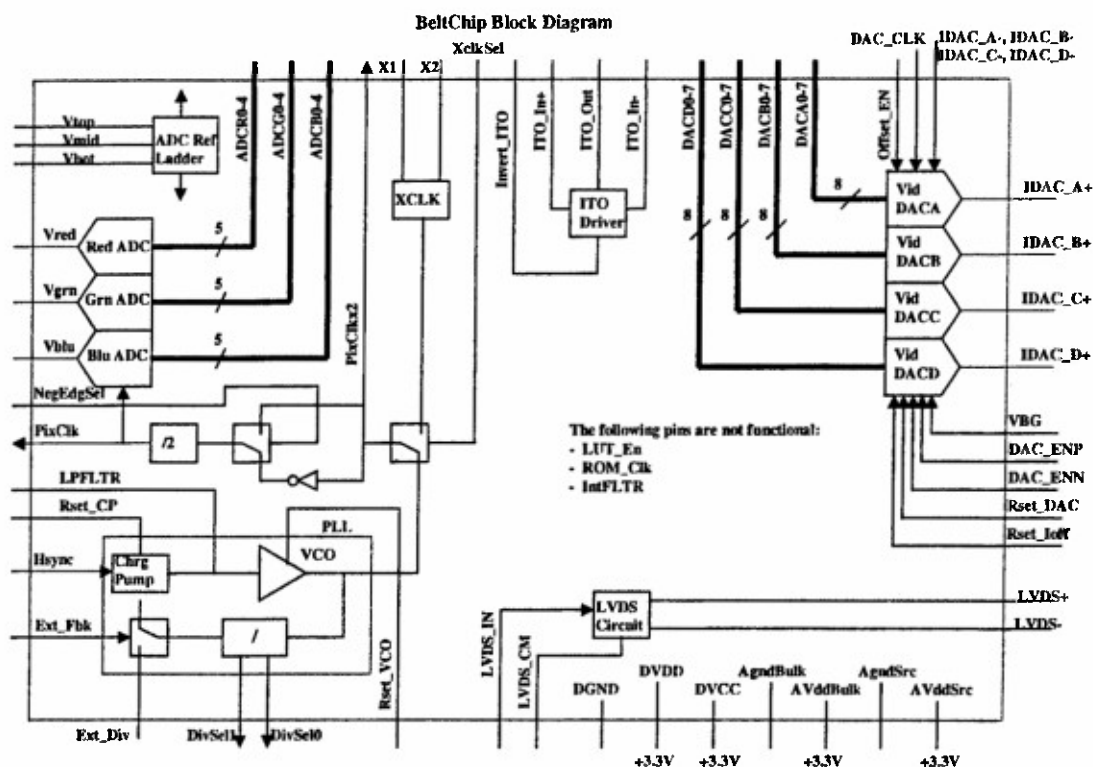 BeltChip Block Diagram
XclkSel
DAC_CLK
IDAC_A-, IDAC_B-
IDAC_C-, IDAC_D-
X1
X2
Vtop
Vmid
Vbot
ADC Ref
Ladder
ADCR0-4
ADCG0-4
ADCB0-4
XCLK
Invert_ITO
ITO_In+
ITO_Out
ITO_In-
ITO
Driver
DACD0-7
DACC0-7
DACB0-7
DACA0-7
Offset_EN
8
8
8
8
Vid
DACA
IDAC_A+
Vid
DACB
IDAC_B+
Vid
DACC
IDAC_C+
Vid
DACD
IDAC_D+
Vred
Red ADC
5
Vgrn
Grn ADC
5
Vblu
Blu ADC
5
PixClkx2
NegEdgSel
PixClk
/2
The following pins are not functional:
- LUT_En
- ROM_Clk
- IntFLTR
VBG
DAC_ENP
DAC_ENN
Rset_DAC
Rset_Ioff
LPFLTR
Rset_CP
PLL
Hsync
Chrg
Pump
VCO
Ext_Fbk
/
Rset_VCO
LVDS_IN
LVDS_CM
LVDS
Circuit
LVDS+
LVDS-
DGND
DVDD
DVCC
AgndBulk
AVddBulk
AgndSrc
AVddSrc
Ext_Div
DivSel1
DivSel0
+3.3V
+3.3V
+3.3V
+3.3V